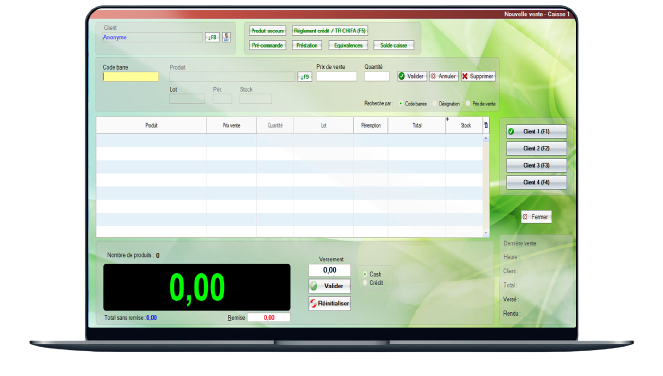 Nouvelle vente - Caisse 1
Client
Anonyme
F8
Produit secours
Règlement crédit / TR CHIFA (F5)
Pré-commande
Préstation
Equivalences
Solde caisse
Code barre
Produit
Prix de vente
Quantité
F9
Valider
Annuler
Supprimer
Lot
Pér.
Stock
Recherche par
Code barres
Désignation
Prix de vente
Produit
Prix vente
Quantité
Lot
Péremption
Total
Stock
Client 1 (F1)
Client 2 (F2)
Client 3 (F3)
Client 4 (F4)
Fermer
Nombre de produits : 0
0,00
Total sans remise : 0,00
Remise
0,00
Versement
0,00
Valider
Réinitialiser
Cash
Crédit
Dernière vente
Heure :
Client :
Total :
Versé :
Rendu :